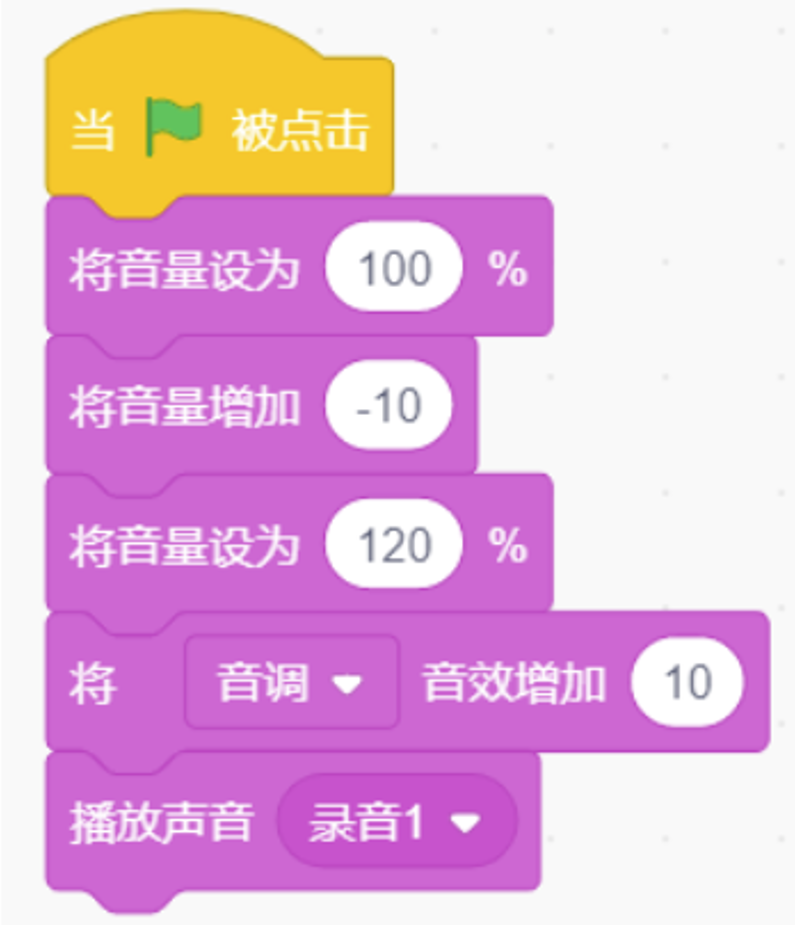 当 被点击
将音量设为 100 %
将音量增加 -10
将音量设为 120 %
将 音调 音效增加 10
播放声音 录音1